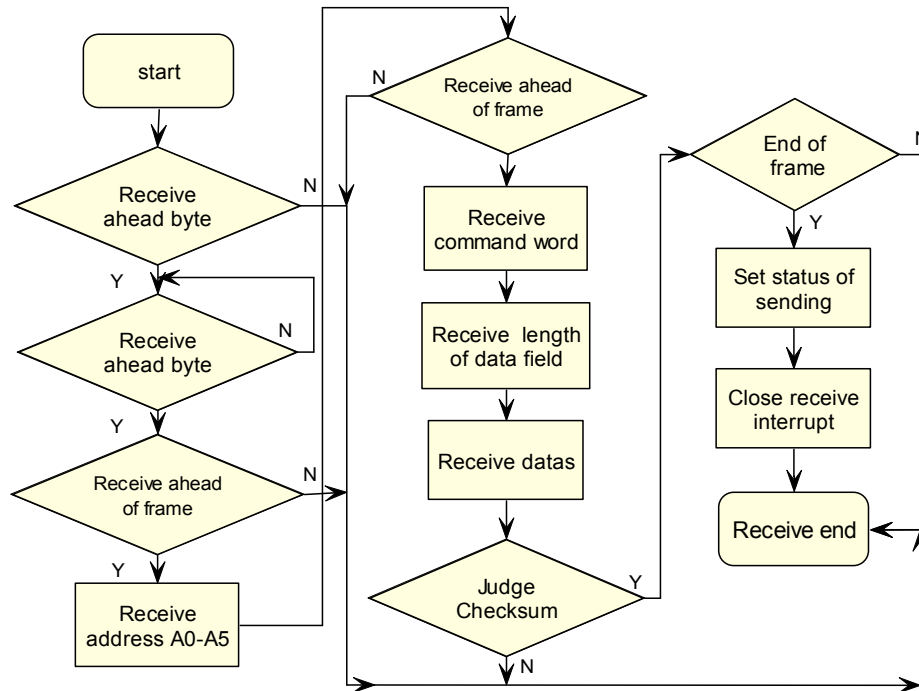 start
Receive
ahead byte
N
Y
Receive
ahead byte
N
Y
Receive ahead
of frame
N
Y
Receive
address A0-A5
Receive ahead
of frame
N
Receive
command word
Receive length
of data field
Receive datas
Judge
Checksum
Y
N
End of
frame
N
Y
Set status of
sending
Close receive
interrupt
Receive end